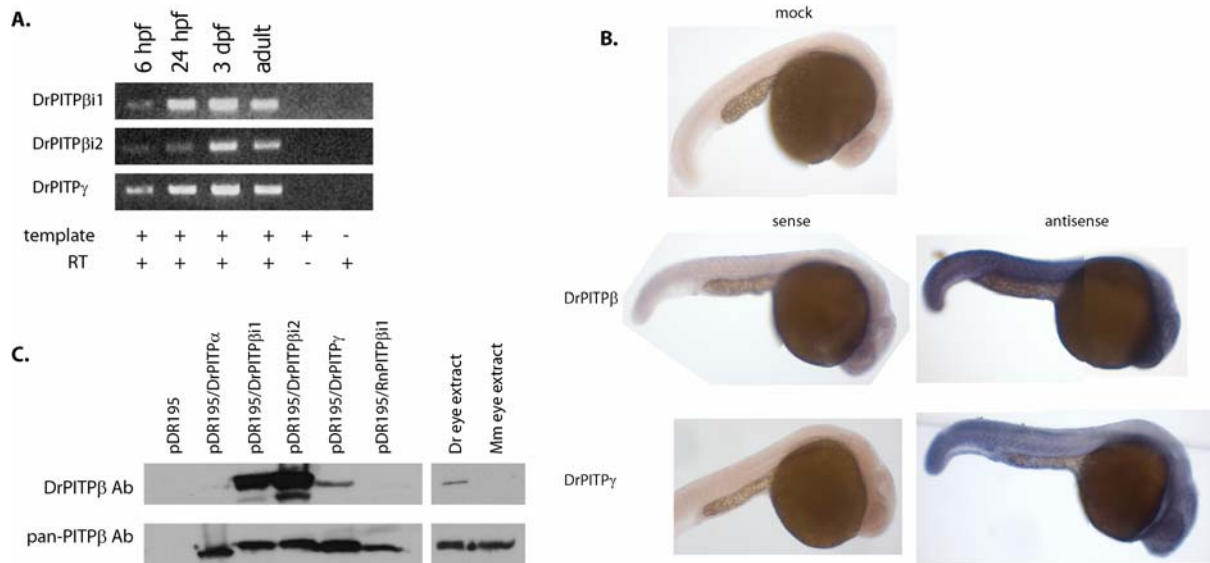 A.
6 hpf
24 hpf
3 dpf
adult
DrPITPβi1
DrPITPβi2
DrPITPγ
template + + + + + -
RT + + + + - +
B.
mock
sense
antisense
DrPITPβ
DrPITPγ
C.
pDR195
pDR195/DrPITPα
pDR195/DrPITPβi1
pDR195/DrPITPβi2
pDR195/DrPITPγ
pDR195/RnPITPβi1
Dr eye extract
Mm eye extract
DrPITPβ Ab
pan-PITPβ Ab